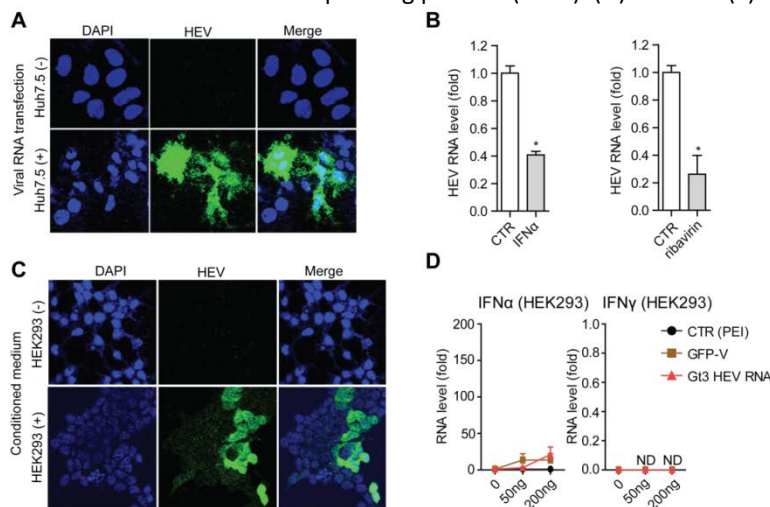 A
DAPI HEV Merge
Viral RNA transfection
Huh7.5 (-)
Huh7.5 (+)
B
HEV RNA level (fold)
1.2
1.0
0.8
0.6
0.4
0.2
0.0
*
CTR
IFNα
HEV RNA level (fold)
1.2
1.0
0.8
0.6
0.4
0.2
0.0
*
CTR
ribavirin
C
DAPI HEV Merge
Conditioned medium
HEK293 (-)
HEK293 (+)
D
IFNα (HEK293)
RNA level (fold)
200
150
100
50
0
0
50ng
200ng
IFNγ (HEK293)
RNA level (fold)
1.0
0.8
0.6
0.4
0.2
0.0
ND ND
0
50ng
200ng
CTR (PEI)
GFP-V
Gt3 HEV RNA